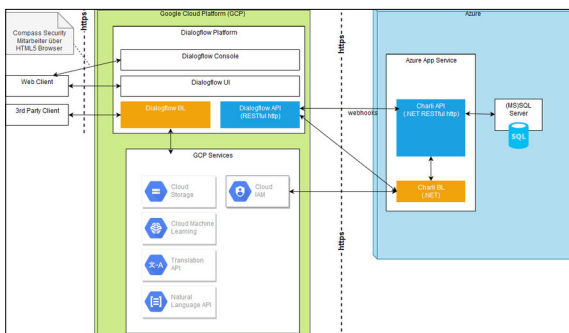 Google Cloud Platform (GCP)
Azure
Compass Security
Mitarbeiter über
HTML5 Browser
https
Dialogflow Platform
Dialogflow Console
Dialogflow UI
Web Client
3rd Party Client
Dialogflow BL
Dialogflow API
(RESTful http)
https
webhooks
Azure App Service
Charli API
(.NET RESTful http)
(MS)SQL
Server
SQL
Charli BL
(.NET)
GCP Services
Cloud
Storage
Cloud
IAM
Cloud Machine
Learning
Translation
API
文-A
Natural
Language API
https